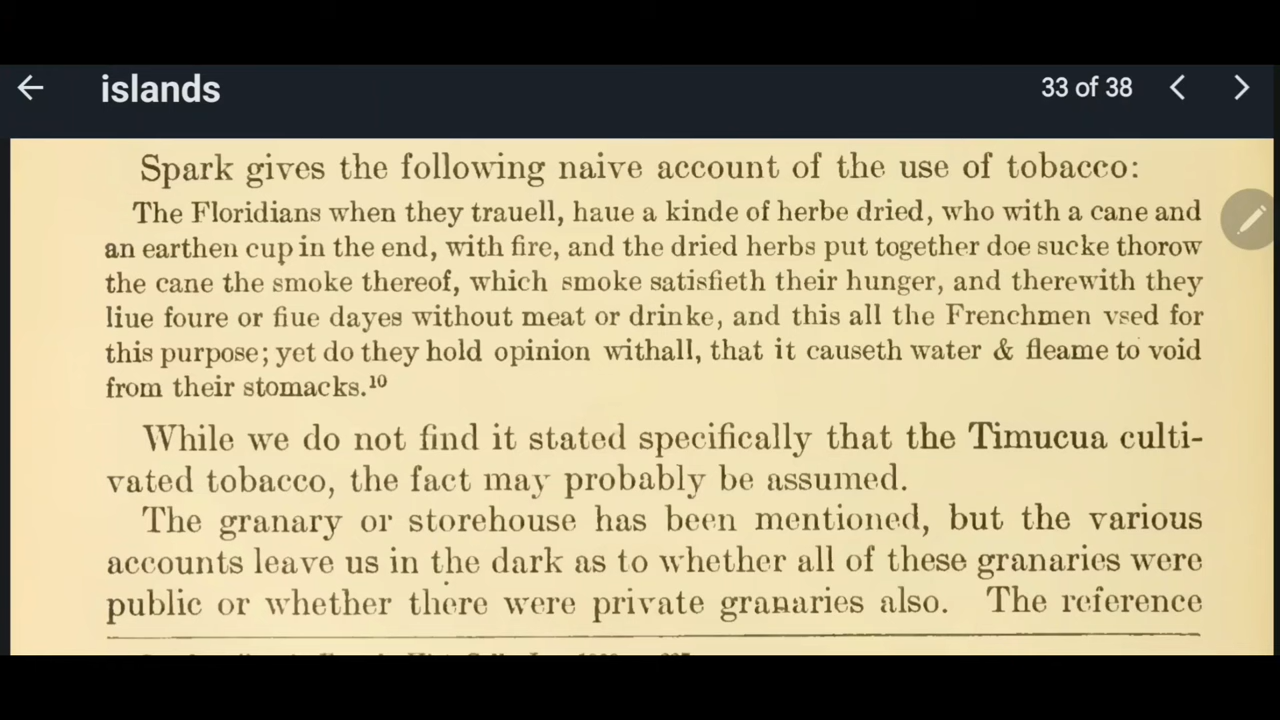 islands
33 of 38
Spark gives the following naive account of the use of tobacco:
The Floridians when they trauell, haue a kinde of herbe dried, who with a cane and
an earthen cup in the end, with fire, and the dried herbs put together doe sucke thorow
the cane the smoke thereof, which smoke satisfieth their hunger, and therewith they
liue foure or fiue dayes without meat or drinke, and this all the Frenchmen vsed for
this purpose; yet do they hold opinion withall, that it causeth water & fleame to void
from their stomacks.¹⁰
While we do not find it stated specifically that the Timucua culti-
vated tobacco, the fact may probably be assumed.
The granary or storehouse has been mentioned, but the various
accounts leave us in the dark as to whether all of these granaries were
public or whether there were private granaries also. The reference